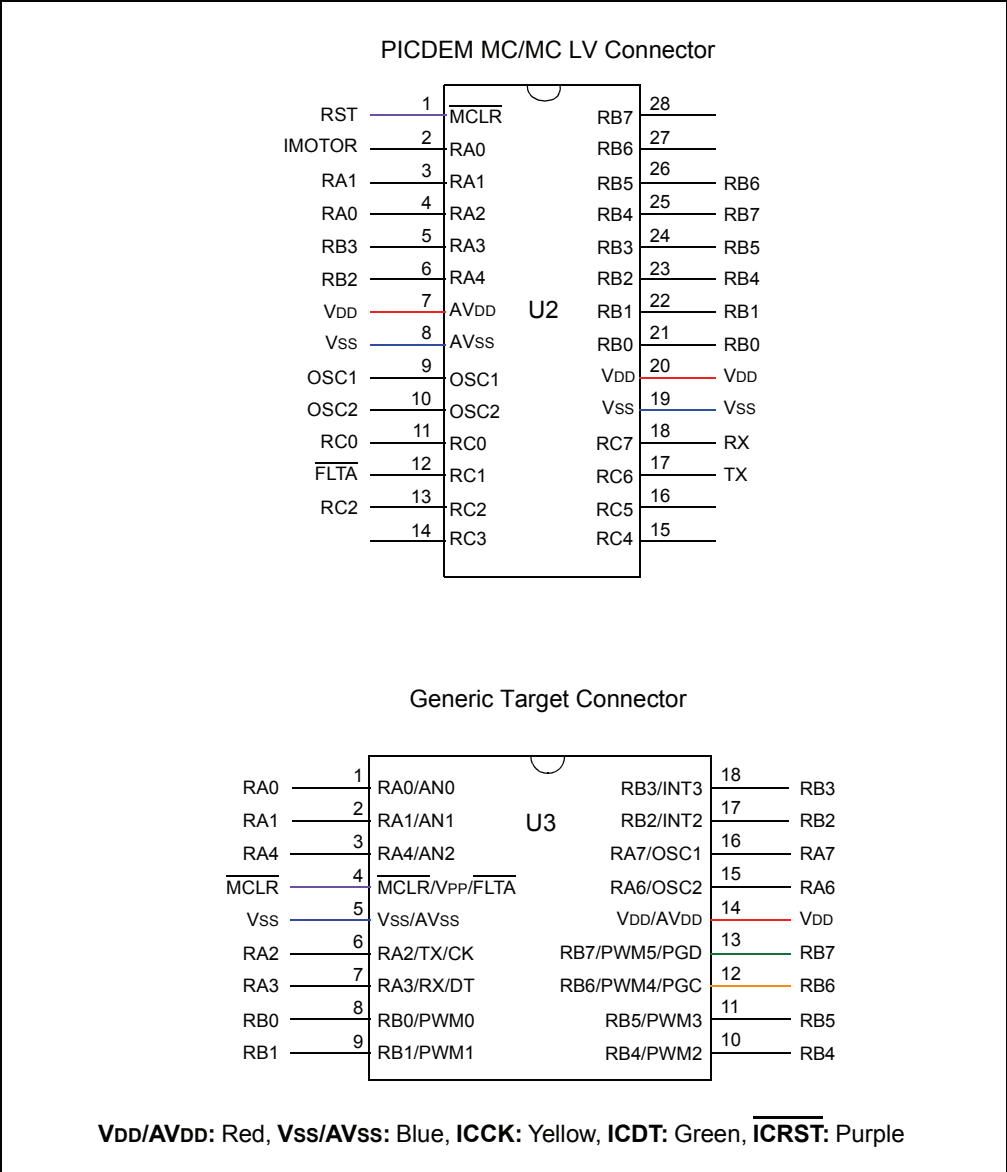 PICDEM MC/MC LV Connector
RST 1 MCLR RB7 28
IMOTOR 2 RA0 RB6 27
RA1 3 RA1 RB5 26 RB6
RA0 4 RA2 RB4 25 RB7
RB3 5 RA3 RB3 24 RB5
RB2 6 RA4 RB2 23 RB4
VDD 7 AVDD U2 RB1 22 RB1
VSS 8 AVSS RB0 21 RB0
OSC1 9 OSC1 VDD 20 VDD
OSC2 10 OSC2 VSS 19 VSS
RC0 11 RC0 RC7 18 RX
FLTA 12 RC1 RC6 17 TX
RC2 13 RC2 RC5 16
14 RC3 RC4 15
Generic Target Connector
RA0 1 RA0/AN0 RB3/INT3 18 RB3
RA1 2 RA1/AN1 U3 RB2/INT2 17 RB2
RA4 3 RA4/AN2 RA7/OSC1 16 RA7
MCLR 4 MCLR/VPP/FLTA RA6/OSC2 15 RA6
VSS 5 VSS/AVSS VDD/AVDD 14 VDD
RA2 6 RA2/TX/CK RB7/PWM5/PGD 13 RB7
RA3 7 RA3/RX/DT RB6/PWM4/PGC 12 RB6
RB0 8 RB0/PWM0 RB5/PWM3 11 RB5
RB1 9 RB1/PWM1 RB4/PWM2 10 RB4
VDD/AVDD: Red, VSS/AVSS: Blue, ICCK: Yellow, ICDT: Green, ICRST: Purple